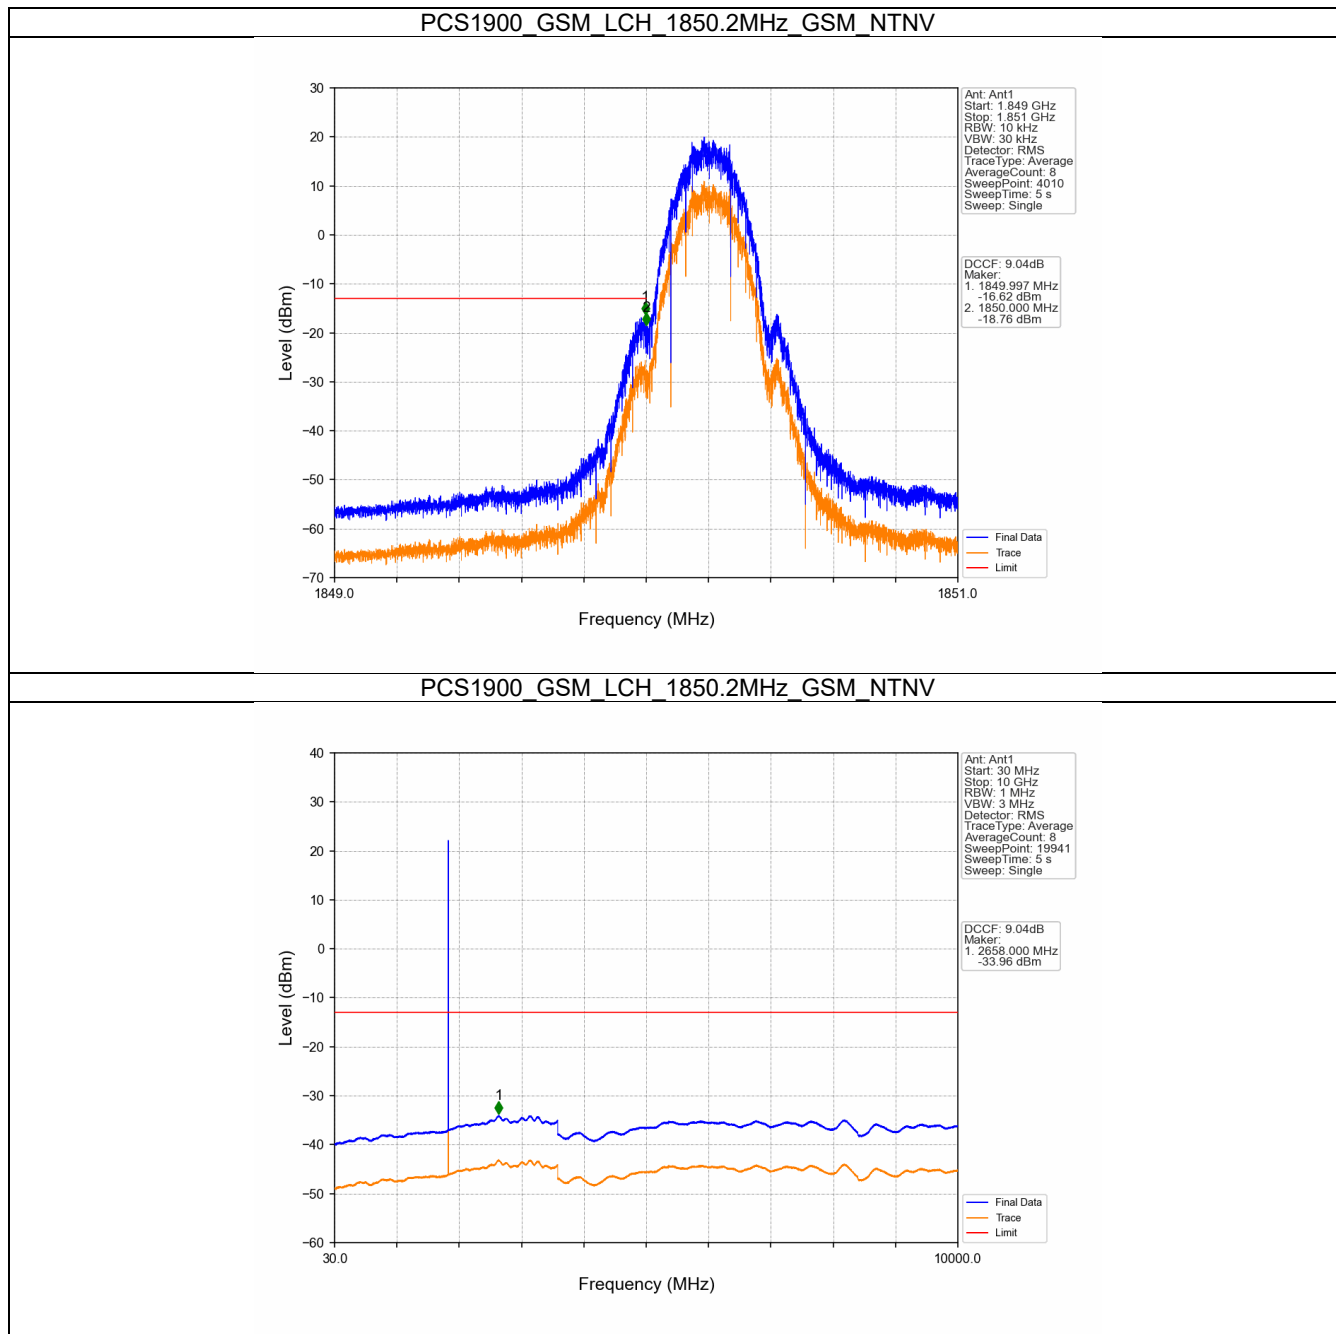 PCS1900_GSM_LCH_1850.2MHz_GSM_NTNV
30
20
10
0
−10
−20
−30
−40
−50
−60
−70
Level (dBm)
1
2
1849.0
1851.0
Frequency (MHz)
Ant: Ant1
Start: 1.849 GHz
Stop: 1.851 GHz
RBW: 10 kHz
VBW: 30 kHz
Detector: RMS
TraceType: Average
AverageCount: 8
SweepPoint: 4010
SweepTime: 5 s
Sweep: Single
DCCF: 9.04dB
Maker:
1. 1849.997 MHz
-16.62 dBm
2. 1850.000 MHz
-18.76 dBm
Final Data
Trace
Limit
PCS1900_GSM_LCH_1850.2MHz_GSM_NTNV
40
30
20
10
0
−10
−20
−30
−40
−50
−60
Level (dBm)
1
30.0
10000.0
Frequency (MHz)
Ant: Ant1
Start: 30 MHz
Stop: 10 GHz
RBW: 1 MHz
VBW: 3 MHz
Detector: RMS
TraceType: Average
AverageCount: 8
SweepPoint: 19941
SweepTime: 5 s
Sweep: Single
DCCF: 9.04dB
Maker:
1. 2658.000 MHz
-33.96 dBm
Final Data
Trace
Limit